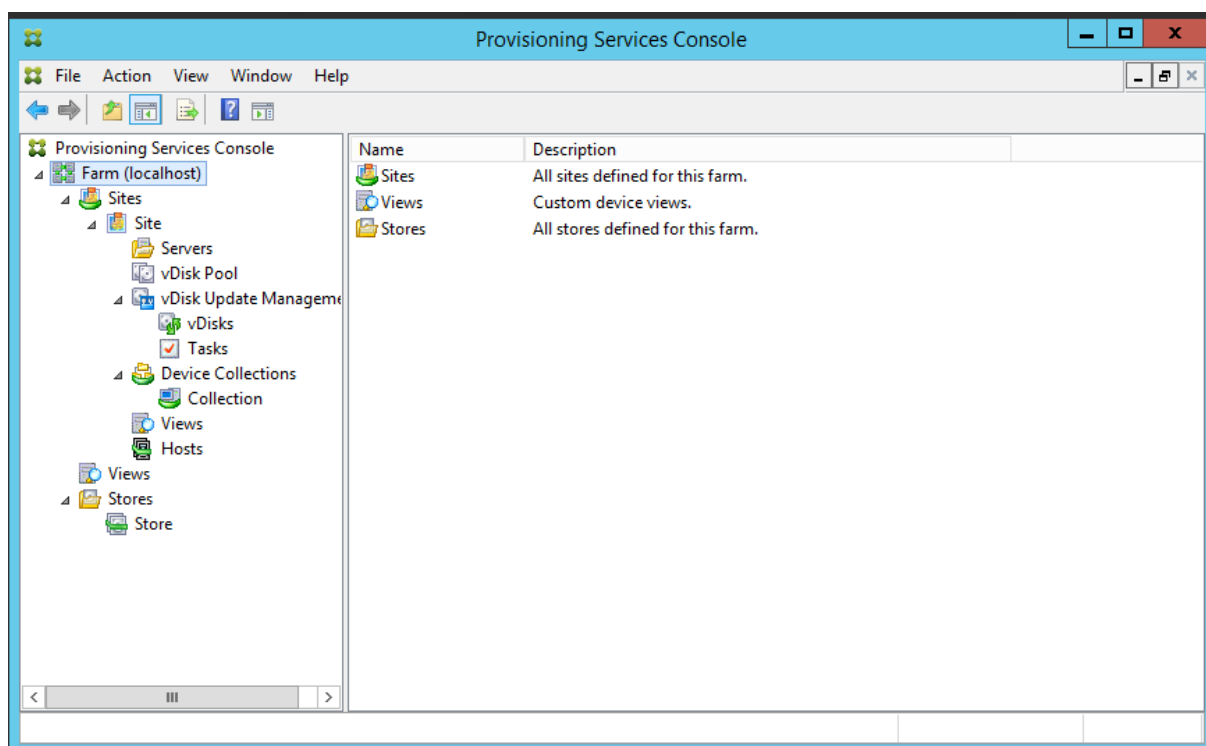 Provisioning Services Console
File Action View Window Help
Provisioning Services Console
Farm (localhost)
Sites
Site
Servers
vDisk Pool
vDisk Update Manageme
vDisks
Tasks
Device Collections
Collection
Views
Hosts
Views
Stores
Store
Name Description
Sites All sites defined for this farm.
Views Custom device views.
Stores All stores defined for this farm.